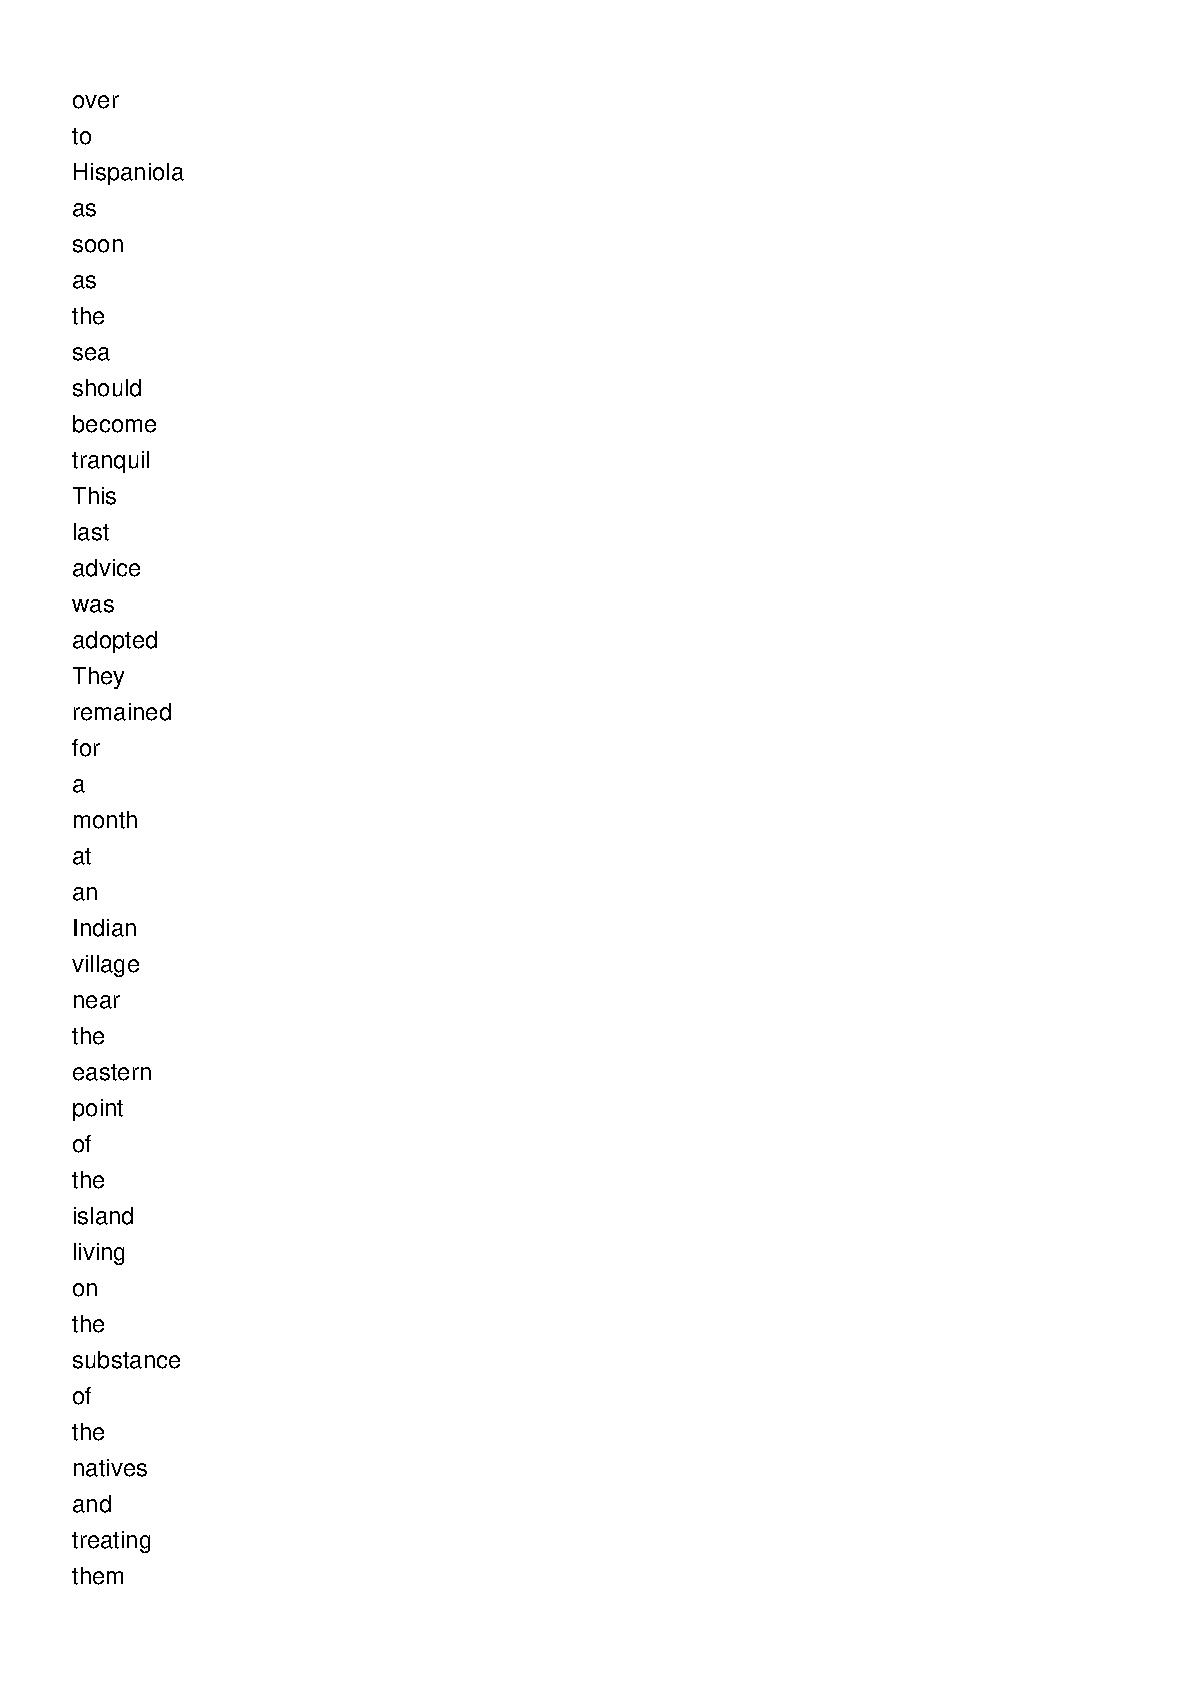 over
to
Hispaniola
as
soon
as
the
sea
should
become
tranquil
This
last
advice
was
adopted
They
remained
for
a
month
at
an
Indian
village
near
the
eastern
point
of
the
island
living
on
the
substance
of
the
natives
and
treating
them